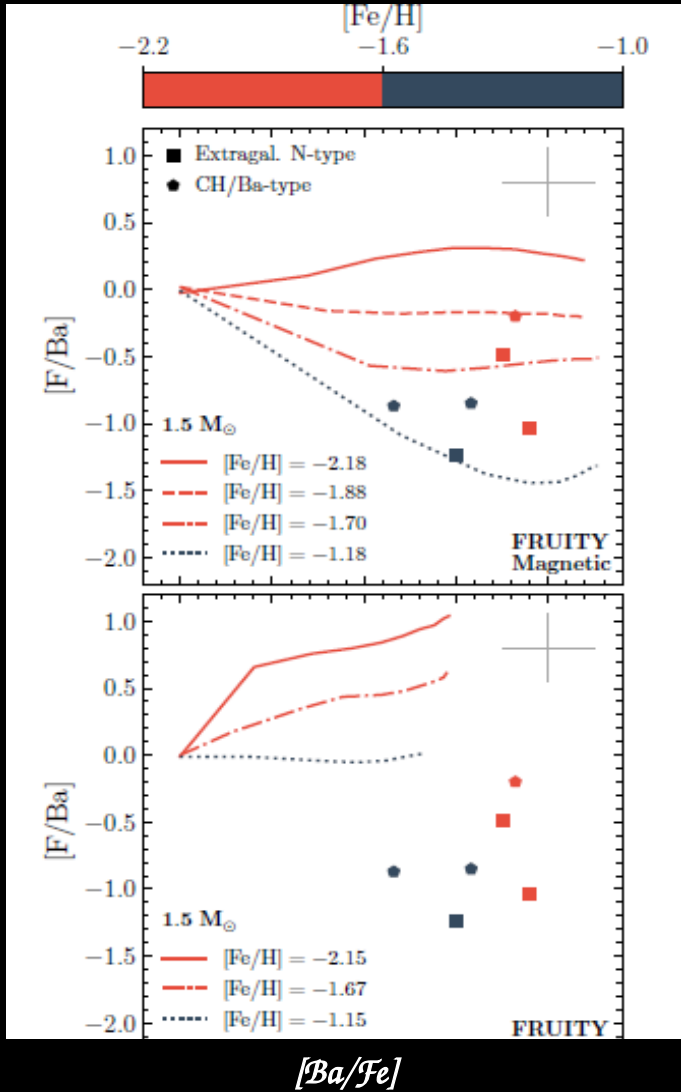 [Fe/H]
−2.2 −1.6 −1.0
1.0
Extragal. N-type
CH/Ba-type
0.5
0.0
−0.5
−1.0
−1.5
−2.0
[F/Ba]
1.5 M⊙
[Fe/H] = −2.18
[Fe/H] = −1.88
[Fe/H] = −1.70
[Fe/H] = −1.18
FRUITY
Magnetic
1.0
0.5
0.0
−0.5
−1.0
−1.5
−2.0
[F/Ba]
1.5 M⊙
[Fe/H] = −2.15
[Fe/H] = −1.67
[Fe/H] = −1.15
FRUITY
[Ba/Fe]